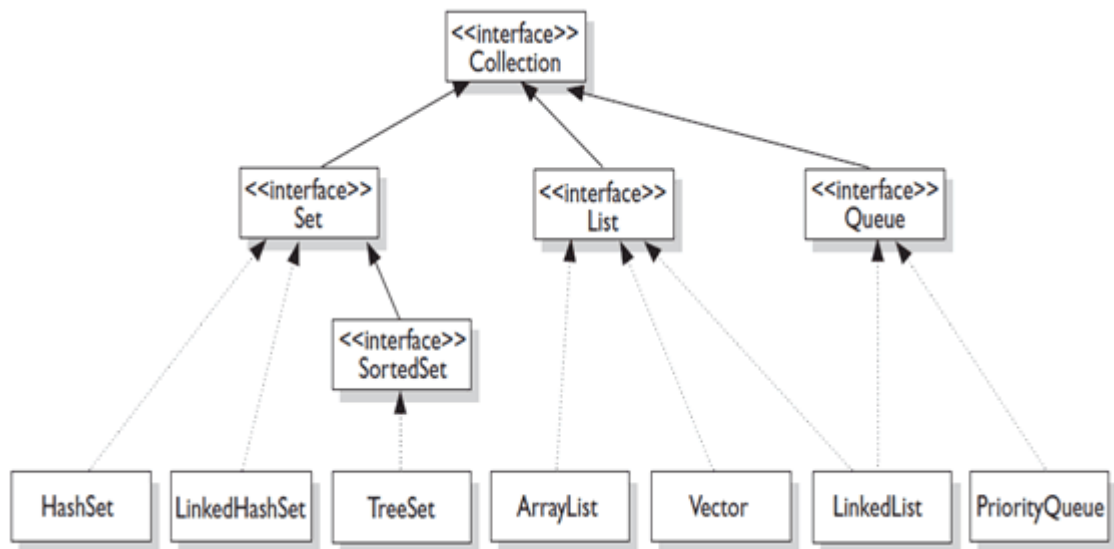 <<interface>>
Collection
<<interface>>
Set
<<interface>>
List
<<interface>>
Queue
<<interface>>
SortedSet
HashSet
LinkedHashSet
TreeSet
ArrayList
Vector
LinkedList
PriorityQueue